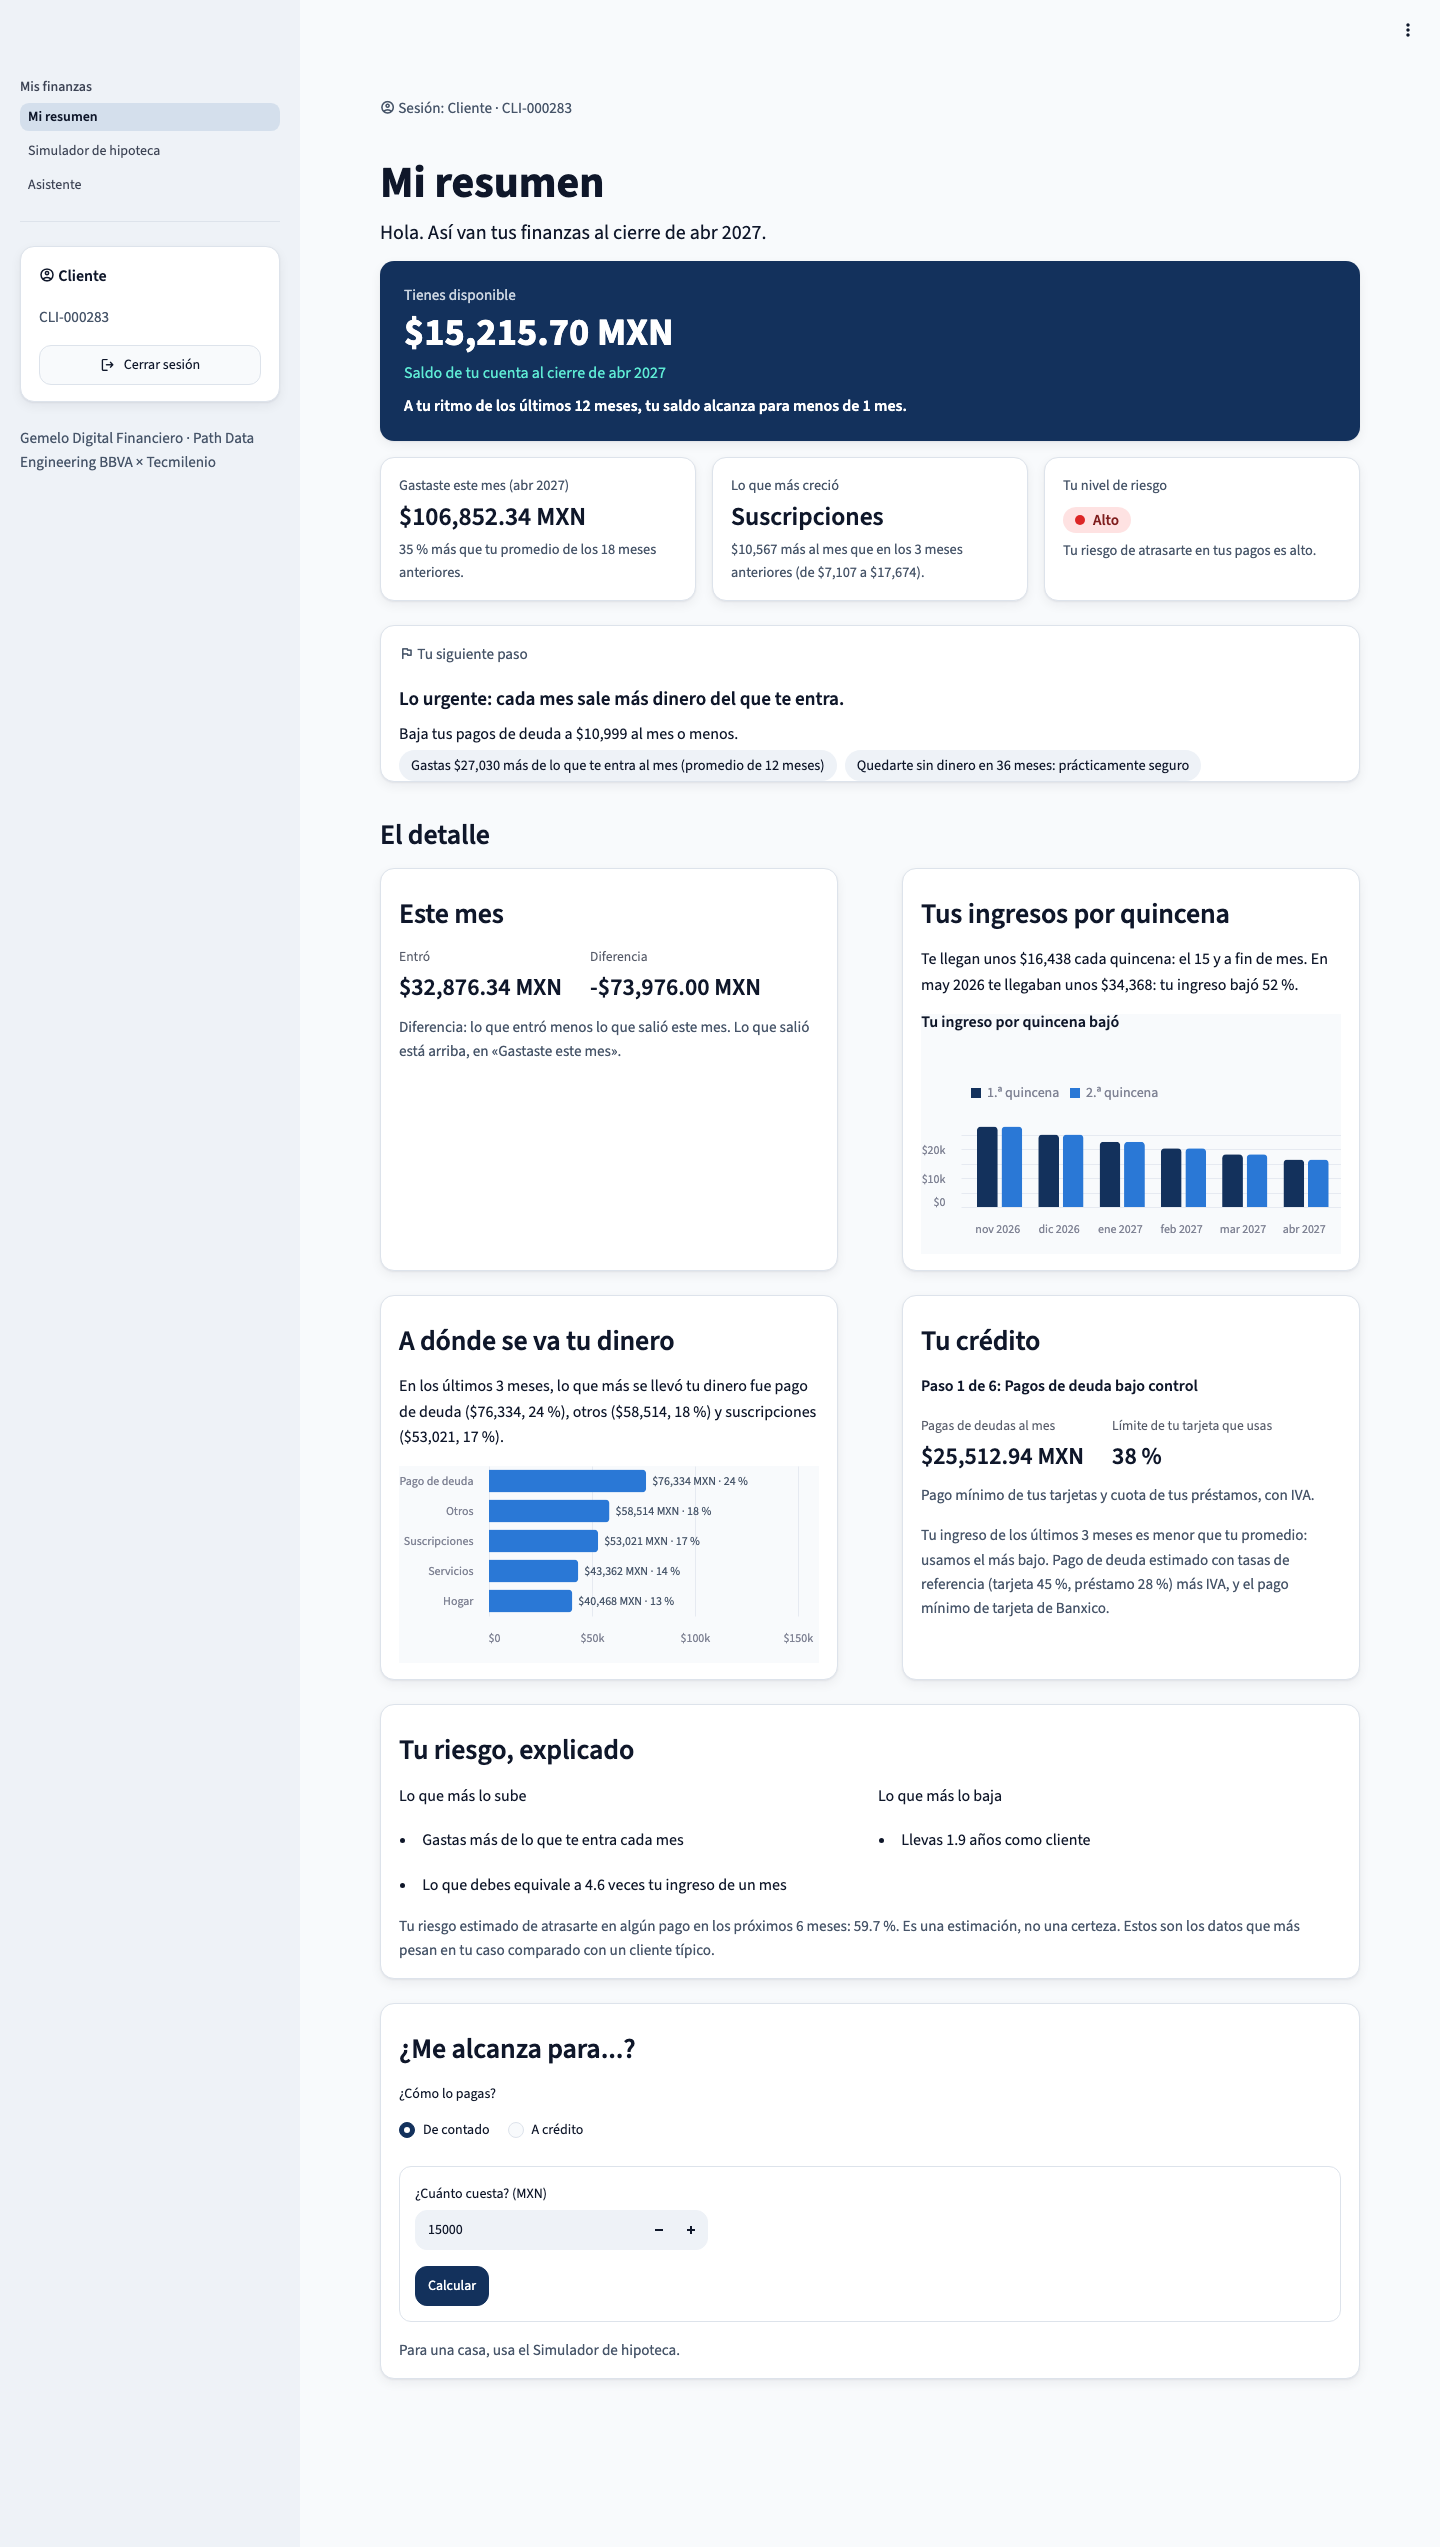 Mis finanzas
Mi resumen
Simulador de hipoteca
Asistente
Cliente
CLI-000283
Cerrar sesión
Gemelo Digital Financiero · Path Data
Engineering BBVA × Tecmilenio
Sesión: Cliente · CLI-000283
Mi resumen
Hola. Así van tus finanzas al cierre de abr 2027.
Tienes disponible
$15,215.70 MXN
Saldo de tu cuenta al cierre de abr 2027
A tu ritmo de los últimos 12 meses, tu saldo alcanza para menos de 1 mes.
Gastaste este mes (abr 2027)
$106,852.34 MXN
35 % más que tu promedio de los 18 meses
anteriores.
Lo que más creció
Suscripciones
$10,567 más al mes que en los 3 meses
anteriores (de $7,107 a $17,674).
Tu nivel de riesgo
Alto
Tu riesgo de atrasarte en tus pagos es alto.
Tu siguiente paso
Lo urgente: cada mes sale más dinero del que te entra.
Baja tus pagos de deuda a $10,999 al mes o menos.
Gastas $27,030 más de lo que te entra al mes (promedio de 12 meses)
Quedarte sin dinero en 36 meses: prácticamente seguro
El detalle
Este mes
Entró
$32,876.34 MXN
Diferencia
-$73,976.00 MXN
Diferencia: lo que entró menos lo que salió este mes. Lo que salió
está arriba, en «Gastaste este mes».
Tus ingresos por quincena
Te llegan unos $16,438 cada quincena: el 15 y a fin de mes. En
may 2026 te llegaban unos $34,368: tu ingreso bajó 52 %.
Tu ingreso por quincena bajó
1.ª quincena
2.ª quincena
$20k
$10k
$0
nov 2026
dic 2026
ene 2027
feb 2027
mar 2027
abr 2027
A dónde se va tu dinero
En los últimos 3 meses, lo que más se llevó tu dinero fue pago
de deuda ($76,334, 24 %), otros ($58,514, 18 %) y suscripciones
($53,021, 17 %).
Pago de deuda
$76,334 MXN · 24 %
Otros
$58,514 MXN · 18 %
Suscripciones
$53,021 MXN · 17 %
Servicios
$43,362 MXN · 14 %
Hogar
$40,468 MXN · 13 %
$0
$50k
$100k
$150k
Tu crédito
Paso 1 de 6: Pagos de deuda bajo control
Pagas de deudas al mes
$25,512.94 MXN
Límite de tu tarjeta que usas
38 %
Pago mínimo de tus tarjetas y cuota de tus préstamos, con IVA.
Tu ingreso de los últimos 3 meses es menor que tu promedio:
usamos el más bajo. Pago de deuda estimado con tasas de
referencia (tarjeta 45 %, préstamo 28 %) más IVA, y el pago
mínimo de tarjeta de Banxico.
Tu riesgo, explicado
Lo que más lo sube
Gastas más de lo que te entra cada mes
Lo que debes equivale a 4.6 veces tu ingreso de un mes
Lo que más lo baja
Llevas 1.9 años como cliente
Tu riesgo estimado de atrasarte en algún pago en los próximos 6 meses: 59.7 %. Es una estimación, no una certeza. Estos son los datos que más
pesan en tu caso comparado con un cliente típico.
¿Me alcanza para...?
¿Cómo lo pagas?
De contado
A crédito
¿Cuánto cuesta? (MXN)
15000
Calcular
Para una casa, usa el Simulador de hipoteca.